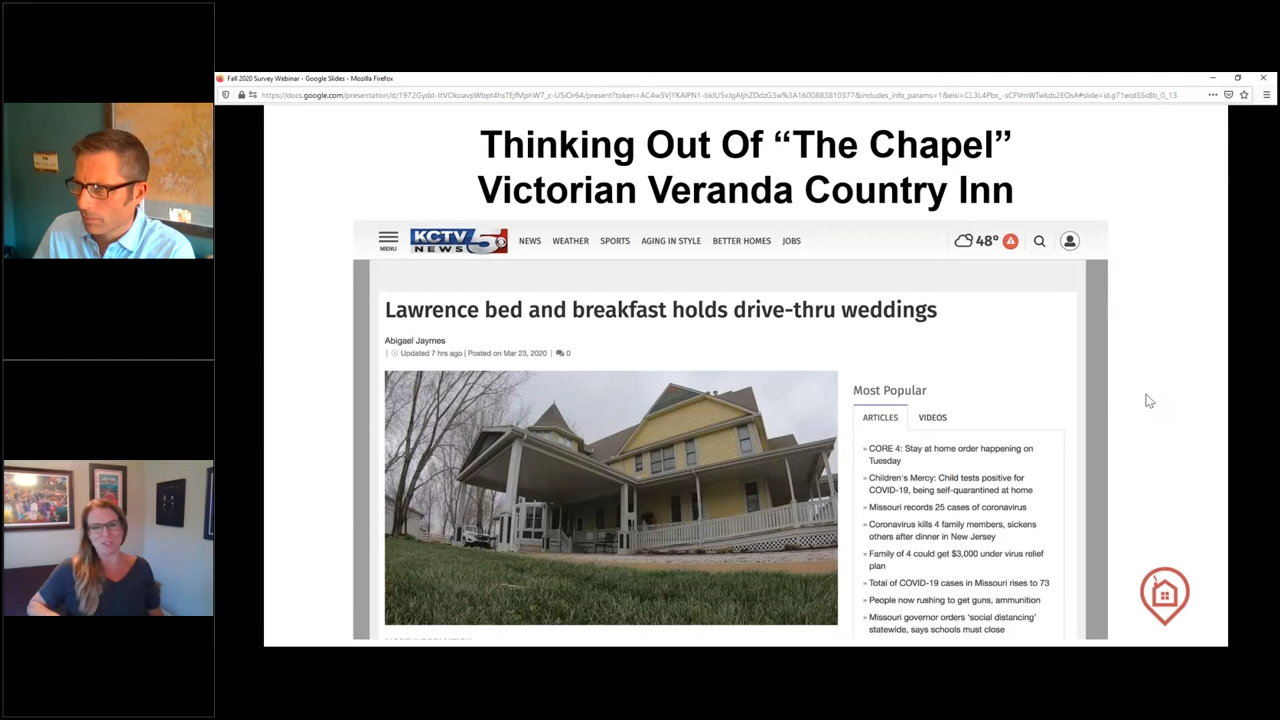 Fall 2020 Survey Webinar - Google Slides - Mozilla Firefox
Thinking Out Of “The Chapel”
Victorian Veranda Country Inn
MENU
KCTV 5
NEWS
NEWS WEATHER SPORTS AGING IN STYLE BETTER HOMES JOBS
48°
Lawrence bed and breakfast holds drive-thru weddings
Abigael Jaymes
| Updated 7 hrs ago | Posted on Mar 23, 2020 | 0
Most Popular
ARTICLES VIDEOS
» CORE 4: Stay at home order happening on
Tuesday
» Children's Mercy: Child tests positive for
COVID-19, being self-quarantined at home
» Missouri records 25 cases of coronavirus
» Coronavirus kills 4 family members, sickens
others after dinner in New Jersey
» Family of 4 could get $3,000 under virus relief
plan
» Total of COVID-19 cases in Missouri rises to 73
» People now rushing to get guns, ammunition
» Missouri governor orders ‘social distancing’
statewide, says schools must close